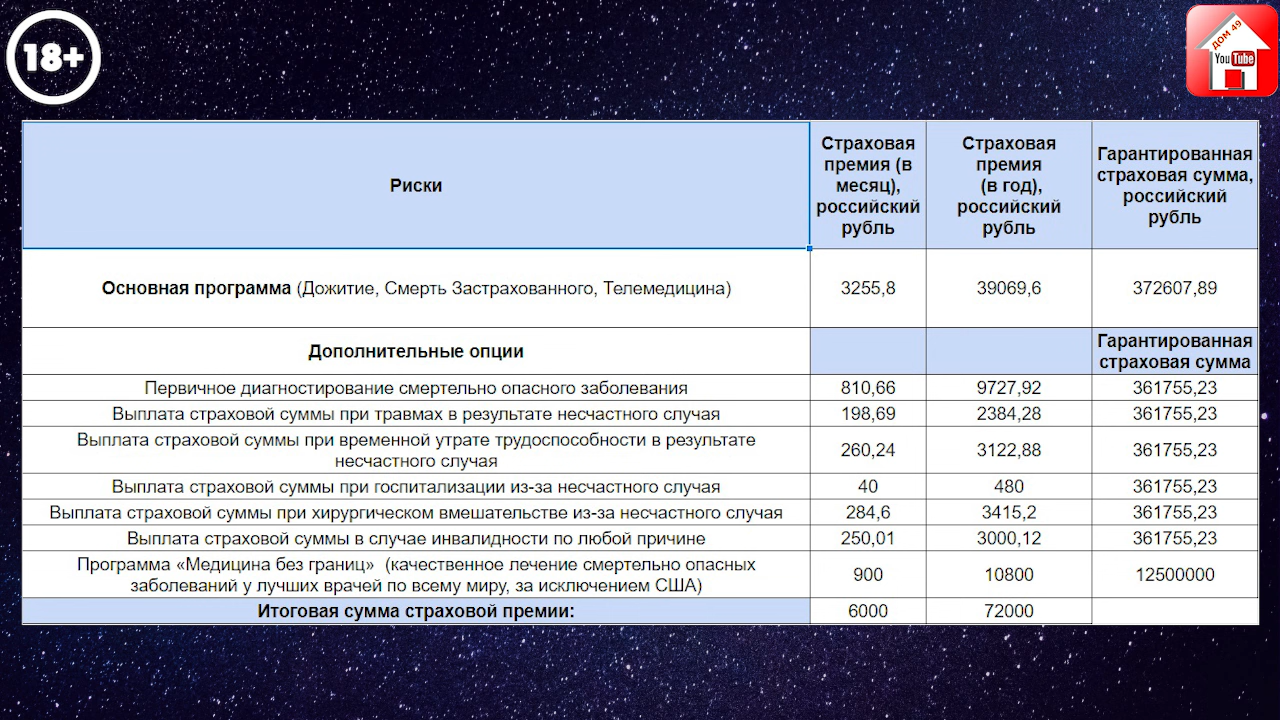 18+
ДОМ 49
You Tube
Риски
Страховая
премия (в
месяц),
российский
рубль
Страховая
премия
(в год),
российский
рубль
Гарантированная
страховая сумма,
российский
рубль
Основная программа (Дожитие, Смерть Застрахованного, Телемедицина) 3255,8 39069,6 372607,89
Дополнительные опции
Гарантированная
страховая сумма
Первичное диагностирование смертельно опасного заболевания 810,66 9727,92 361755,23
Выплата страховой суммы при травмах в результате несчастного случая 198,69 2384,28 361755,23
Выплата страховой суммы при временной утрате трудоспособности в результате
несчастного случая
260,24 3122,88 361755,23
Выплата страховой суммы при госпитализации из-за несчастного случая 40 480 361755,23
Выплата страховой суммы при хирургическом вмешательстве из-за несчастного случая 284,6 3415,2 361755,23
Выплата страховой суммы в случае инвалидности по любой причине 250,01 3000,12 361755,23
Программа «Медицина без границ» (качественное лечение смертельно опасных
заболеваний у лучших врачей по всему миру, за исключением США)
900 10800 12500000
Итоговая сумма страховой премии: 6000 72000